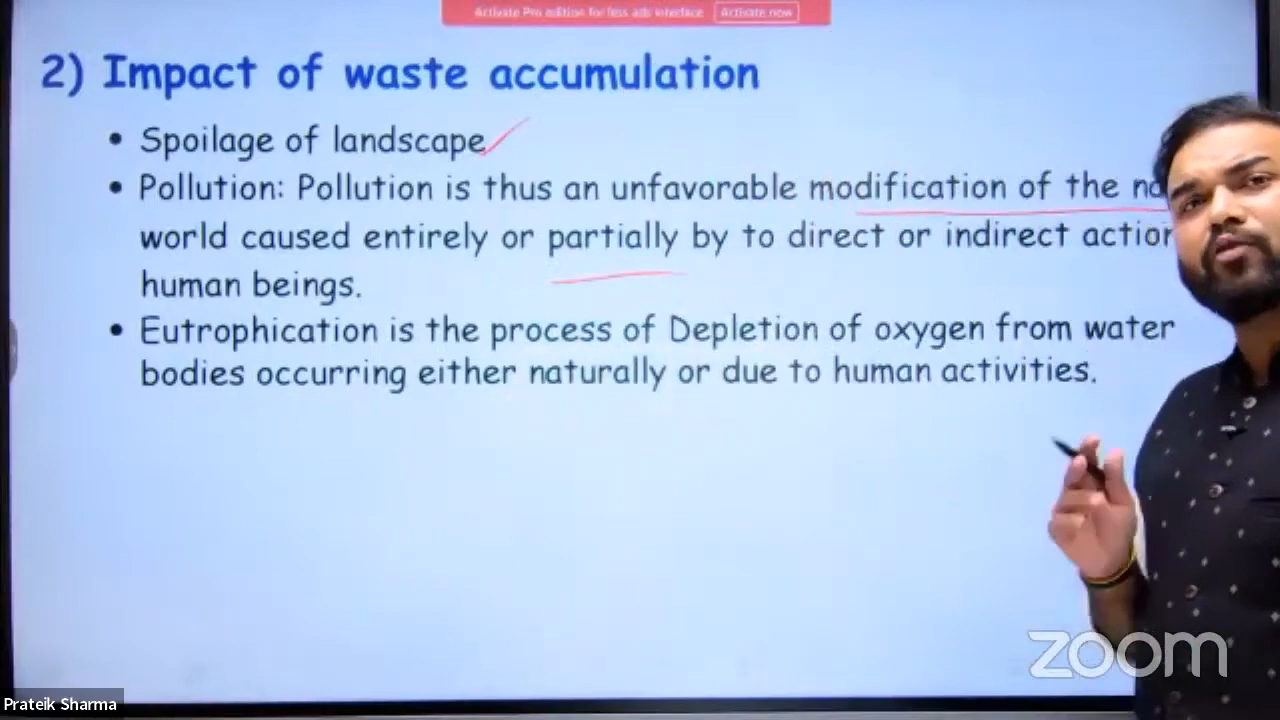 Activate Pro edition for less ads interface Activate now
2) Impact of waste accumulation
• Spoilage of landscape
• Pollution: Pollution is thus an unfavorable modification of the
world caused entirely or partially by to direct or indirect
human beings.
• Eutrophication is the process of Depletion of oxygen from water
bodies occurring either naturally or due to human activities.
zoom
Prateik Sharma